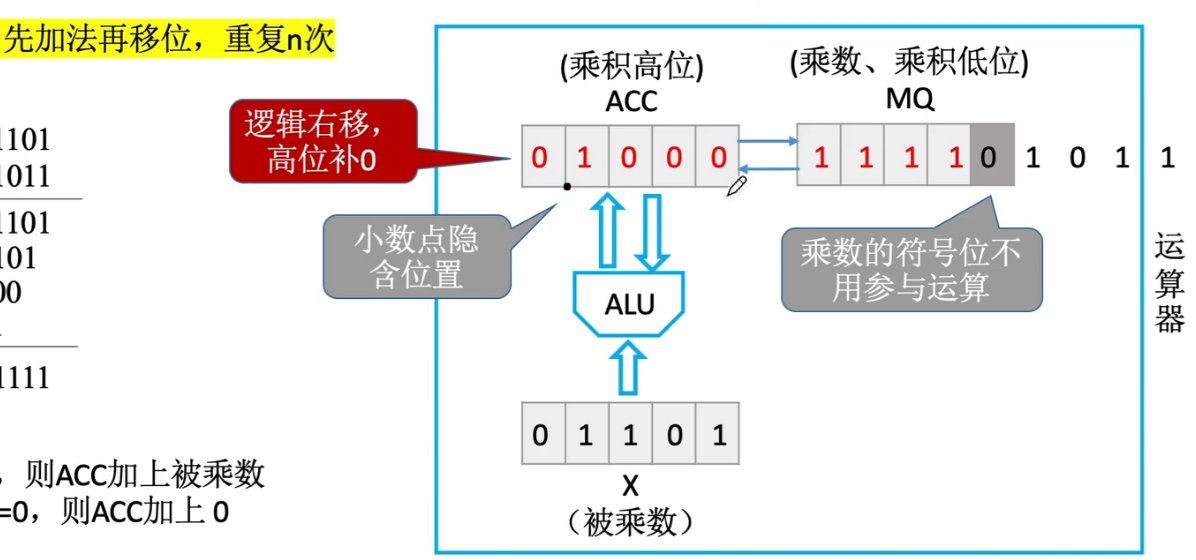 先加法再移位，重复n次
(乘积高位)
ACC
(乘数、乘积低位)
MQ
逻辑右移，
高位补0
0 1 0 0 0
1 1 1 1 0 1 0 1 1
1101
1011
1101
101
00
1111
小数点隐
含位置
乘数的符号位不
用参与运算
ALU
运
算
器
0 1 1 0 1
X
（被乘数）
，则ACC加上被乘数
=0，则ACC加上 0